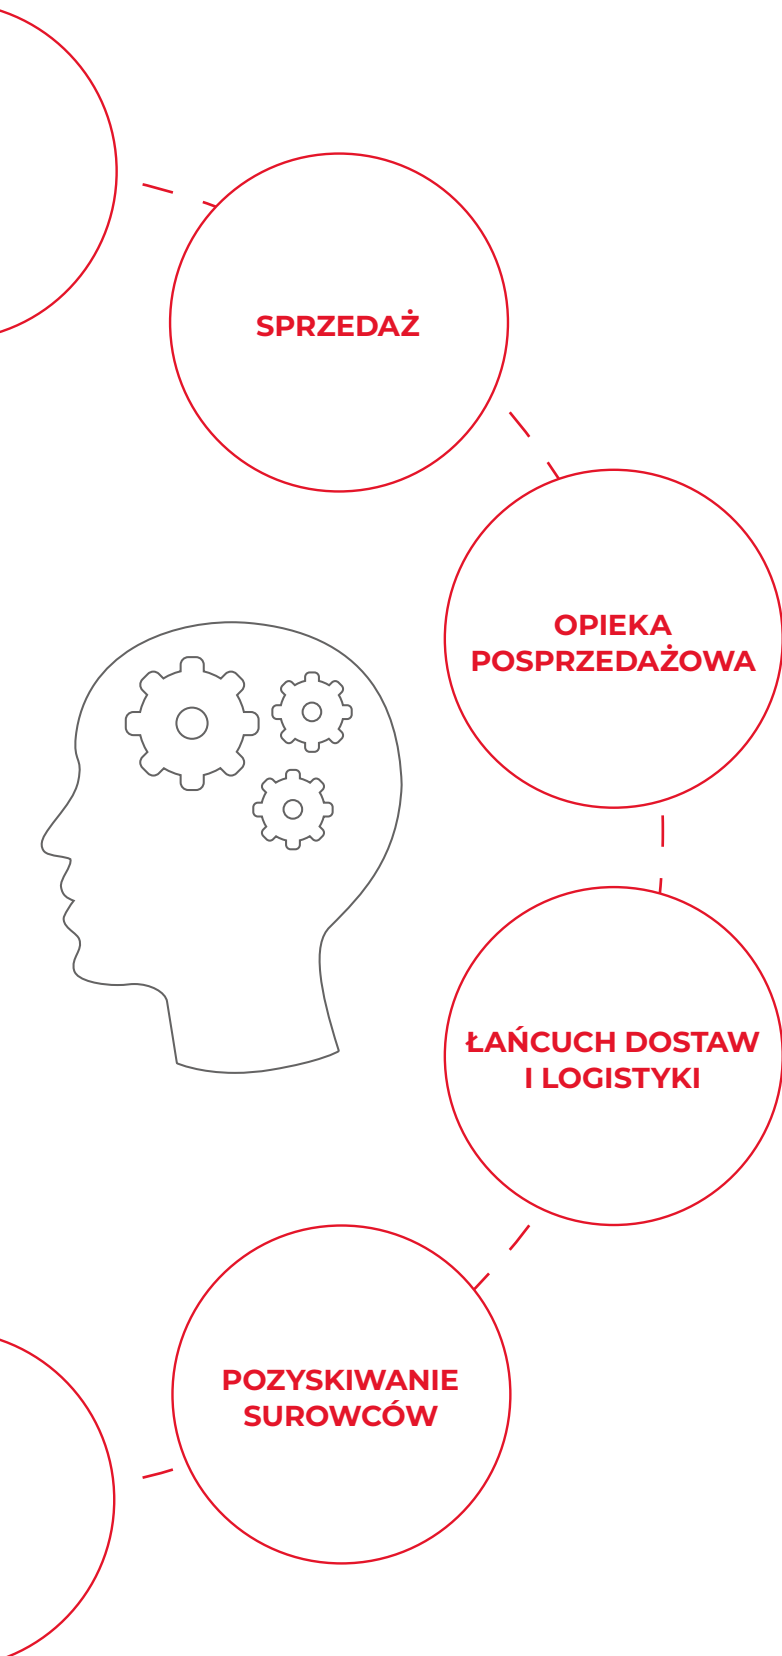 SPRZEDAŻ
OPIEKA
POSPRZEDAŻOWA
ŁAŃCUCH DOSTAW
I LOGISTYKI
POZYSKIWANIE
SUROWCÓW